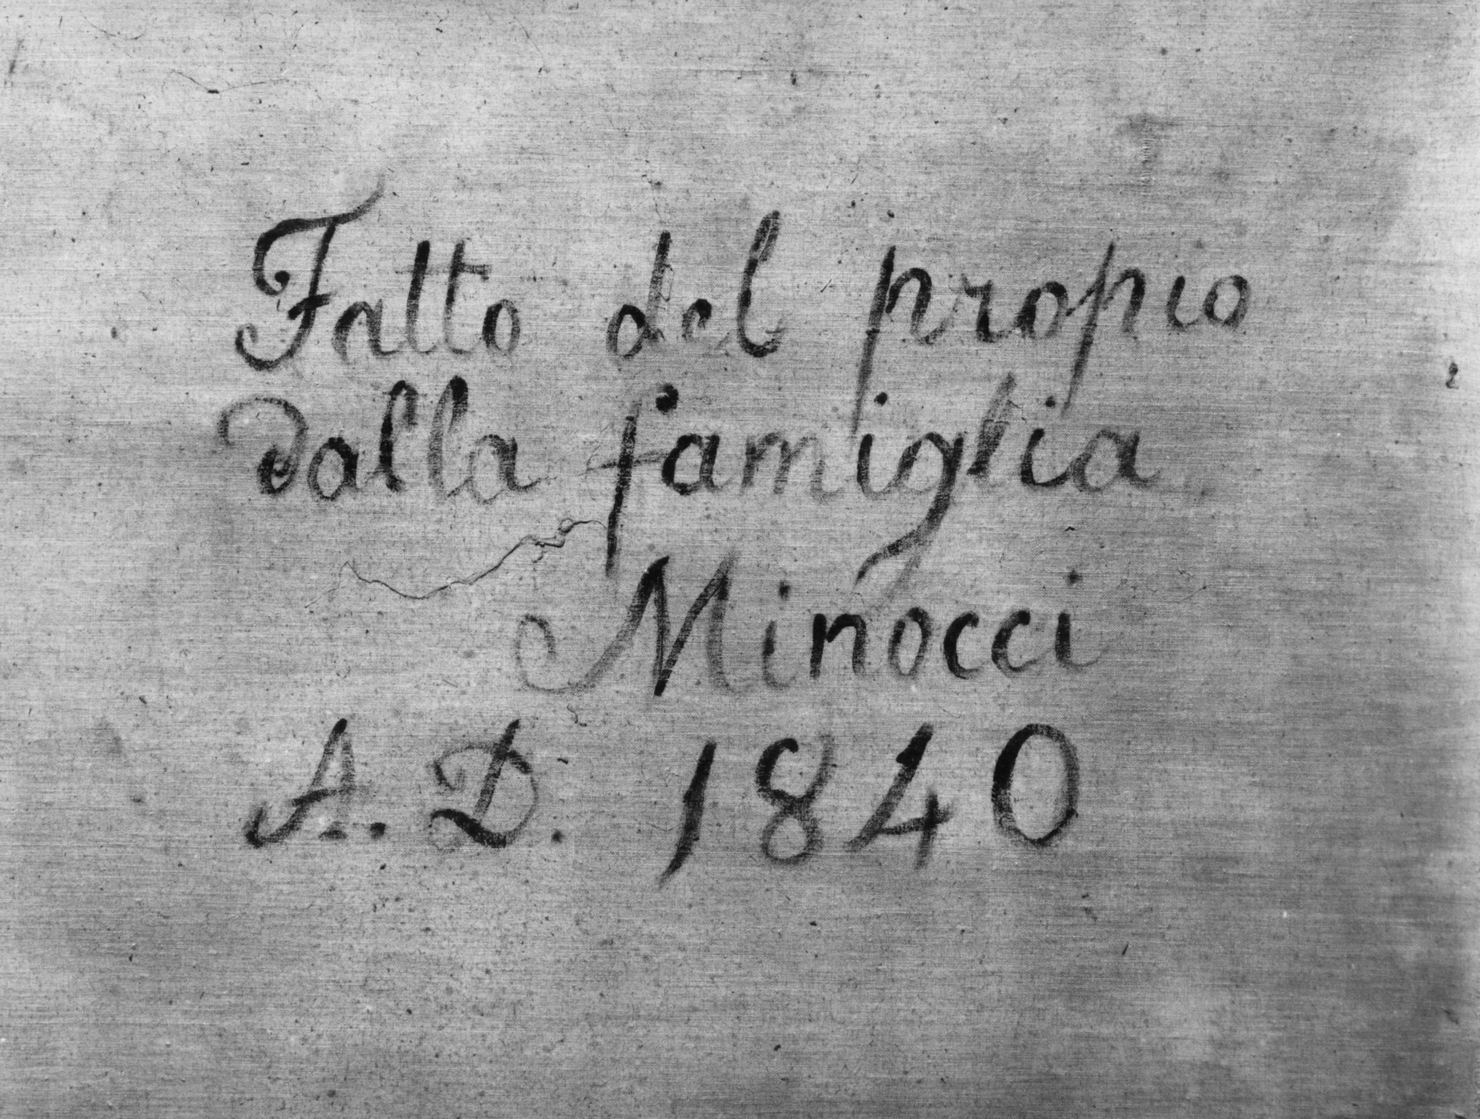 Fatto del propio
dalla famiglia
Minocci
A. D. 1840